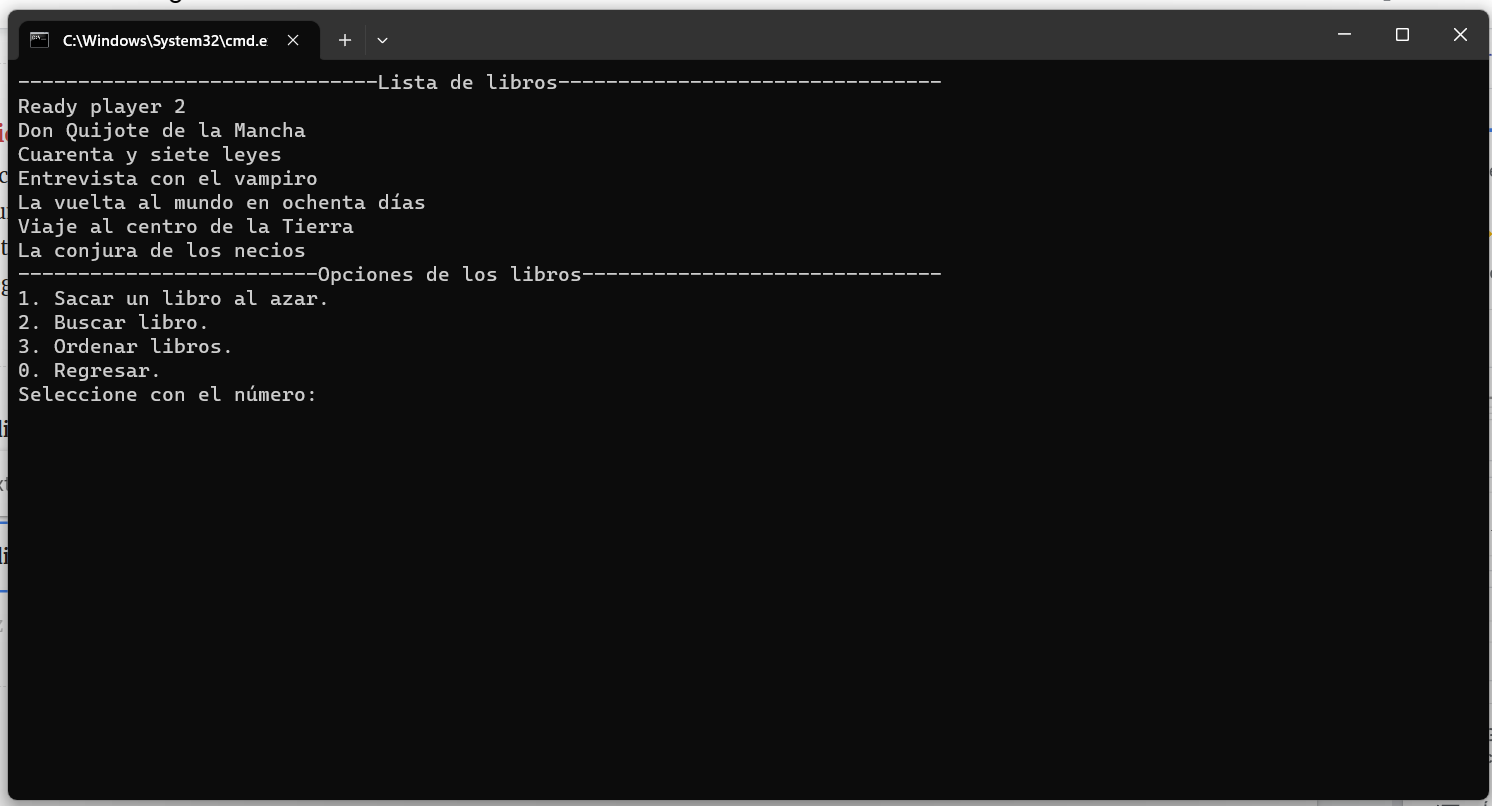 C:\Windows\System32\cmd.e
------------------------------Lista de libros--------------------------------
Ready player 2
Don Quijote de la Mancha
Cuarenta y siete leyes
Entrevista con el vampiro
La vuelta al mundo en ochenta días
Viaje al centro de la Tierra
La conjura de los necios
-------------------------Opciones de los libros------------------------------
1. Sacar un libro al azar.
2. Buscar libro.
3. Ordenar libros.
0. Regresar.
Seleccione con el número: